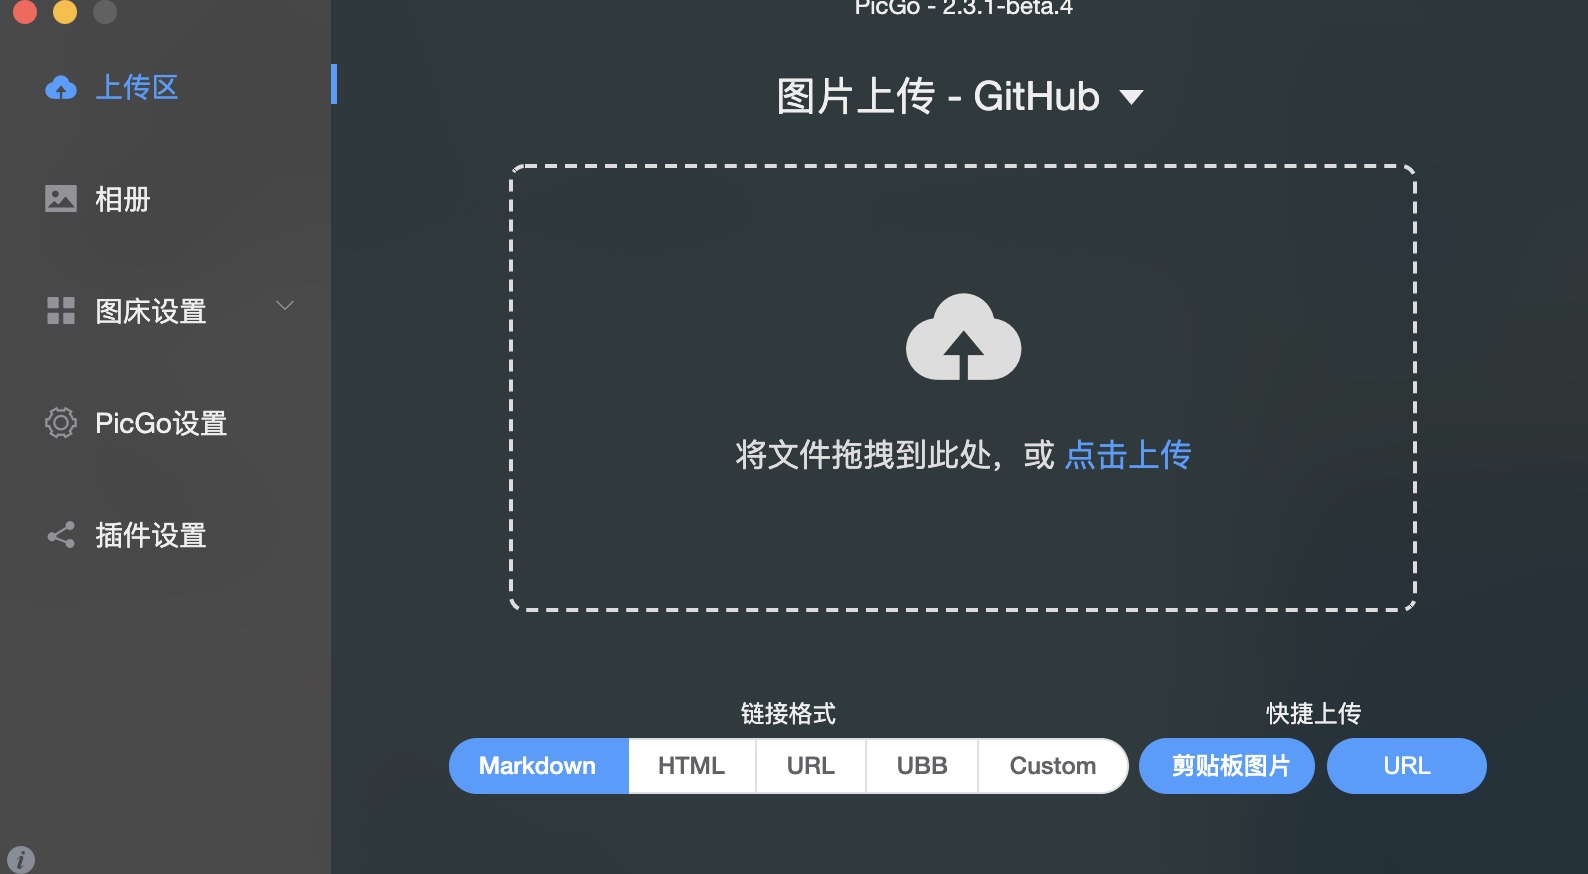 PicGo - 2.3.1-beta.4
上传区
相册
图床设置
PicGo设置
插件设置
图片上传 - GitHub
将文件拖拽到此处，或 点击上传
链接格式
快捷上传
Markdown HTML URL UBB Custom
剪贴板图片 URL
i